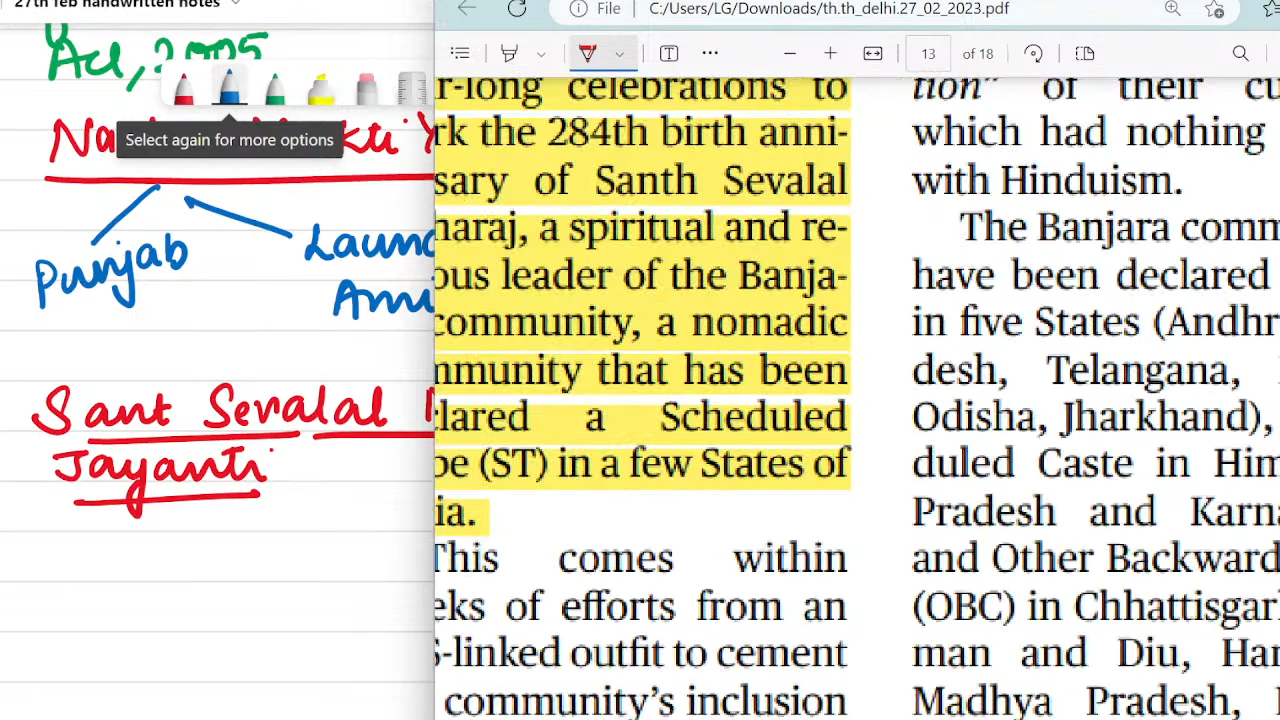 27th feb handwritten notes
Act, 2005
Select again for more options
Punjab
Launc
Sant Sevalal
Jayanti
File C:/Users/LG/Downloads/th.th_delhi.27_02_2023.pdf
13 of 18
r-long celebrations to
rk the 284th birth anni-
sary of Santh Sevalal
haraj, a spiritual and re-
ous leader of the Banja-
community, a nomadic
mmunity that has been
clared a Scheduled
be (ST) in a few States of
ia.
This comes within
eks of efforts from an
S-linked outfit to cement
community's inclusion
tion" of their cu
which had nothing
with Hinduism.
The Banjara comm
have been declared
in five States (Andhr
desh, Telangana,
Odisha, Jharkhand),
duled Caste in Him
Pradesh and Karna
and Other Backward
(OBC) in Chhattisgarh
man and Diu, Har
Madhya Pradesh,